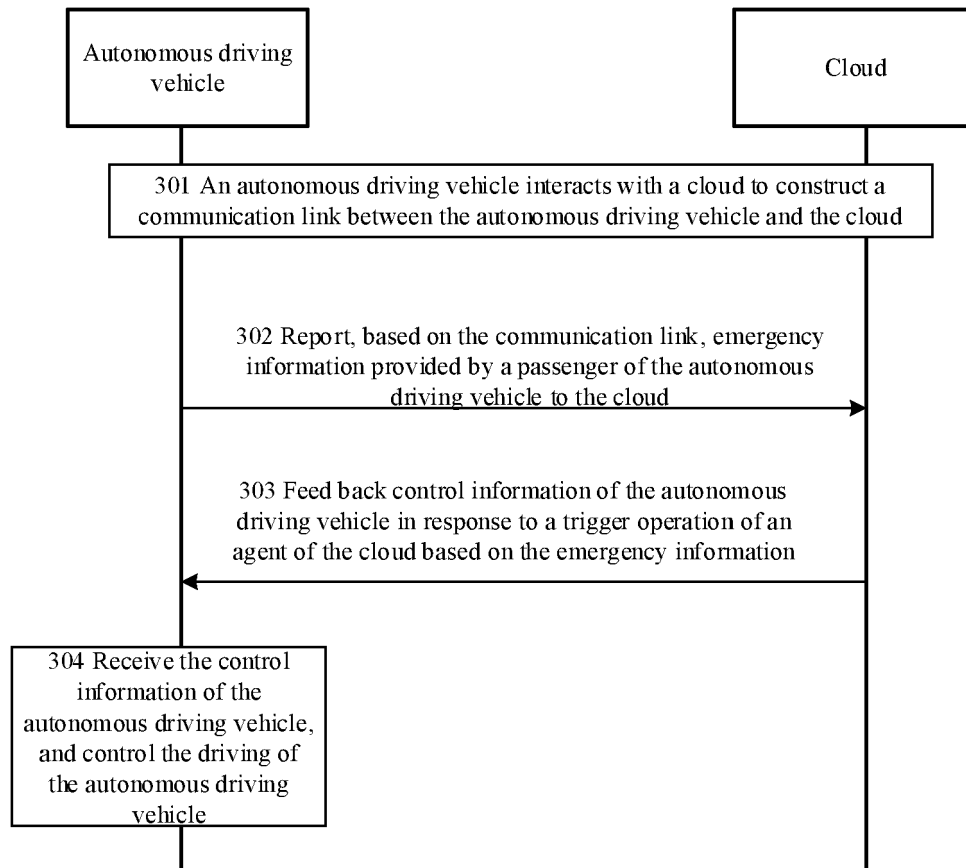 Autonomous driving
vehicle
Cloud
301 An autonomous driving vehicle interacts with a cloud to construct a
communication link between the autonomous driving vehicle and the cloud
302 Report, based on the communication link, emergency
information provided by a passenger of the autonomous
driving vehicle to the cloud
303 Feed back control information of the autonomous
driving vehicle in response to a trigger operation of an
agent of the cloud based on the emergency information
304 Receive the control
information of the
autonomous driving vehicle,
and control the driving of
the autonomous driving
vehicle